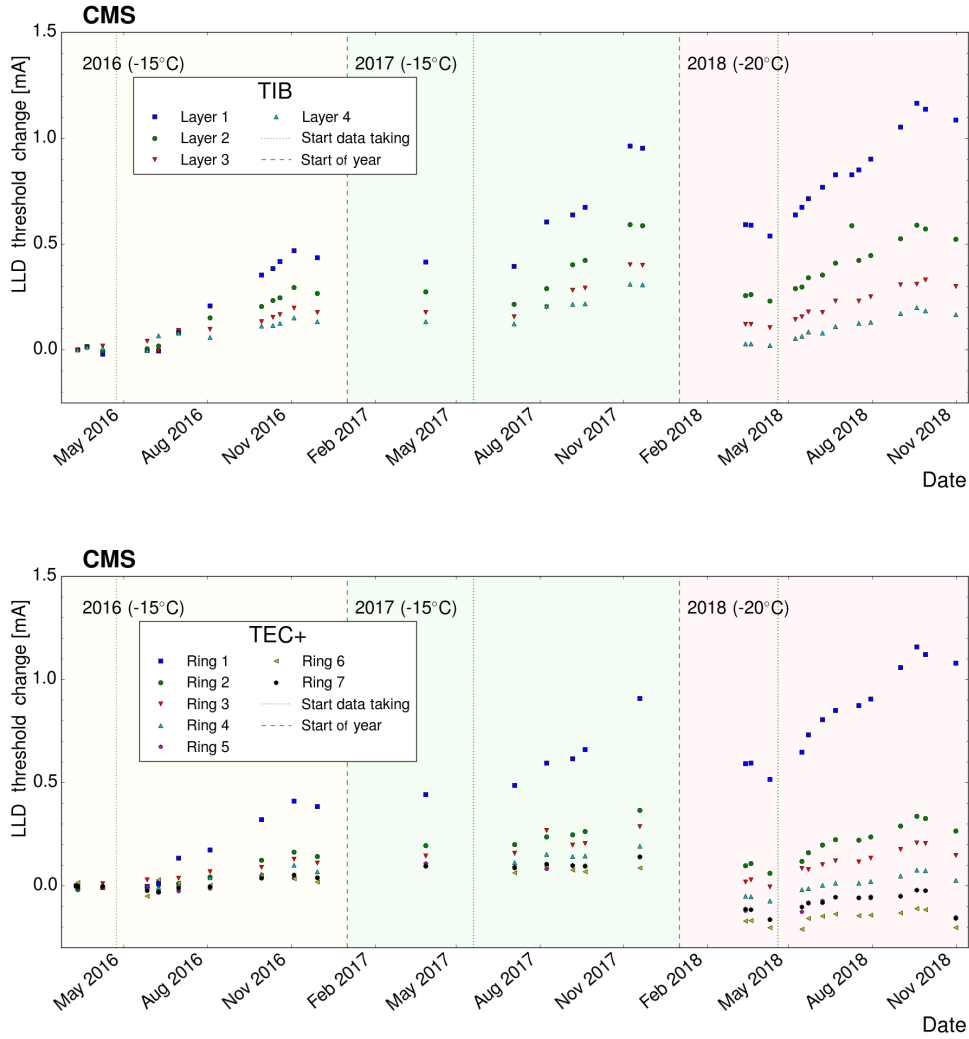 CMS
1.5
1.0
0.5
0.0
LLD threshold change [mA]
2016 (-15°C)
2017 (-15°C)
2018 (-20°C)
TIB
Layer 1
Layer 2
Layer 3
Layer 4
Start data taking
Start of year
May 2016
Aug 2016
Nov 2016
Feb 2017
May 2017
Aug 2017
Nov 2017
Feb 2018
May 2018
Aug 2018
Nov 2018
Date
CMS
1.5
1.0
0.5
0.0
LLD threshold change [mA]
2016 (-15°C)
2017 (-15°C)
2018 (-20°C)
TEC+
Ring 1
Ring 2
Ring 3
Ring 4
Ring 5
Ring 6
Ring 7
Start data taking
Start of year
May 2016
Aug 2016
Nov 2016
Feb 2017
May 2017
Aug 2017
Nov 2017
Feb 2018
May 2018
Aug 2018
Nov 2018
Date